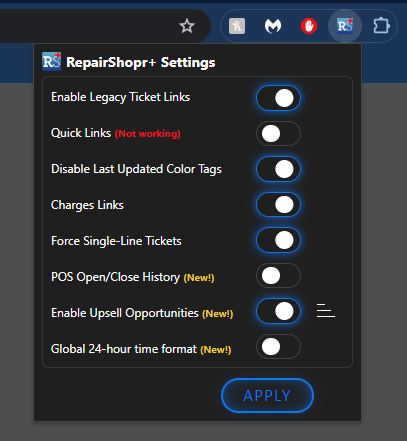 RS RepairShopr+ Settings
Enable Legacy Ticket Links
Quick Links (Not working)
Disable Last Updated Color Tags
Charges Links
Force Single-Line Tickets
POS Open/Close History (New!)
Enable Upsell Opportunities (New!)
Global 24-hour time format (New!)
APPLY